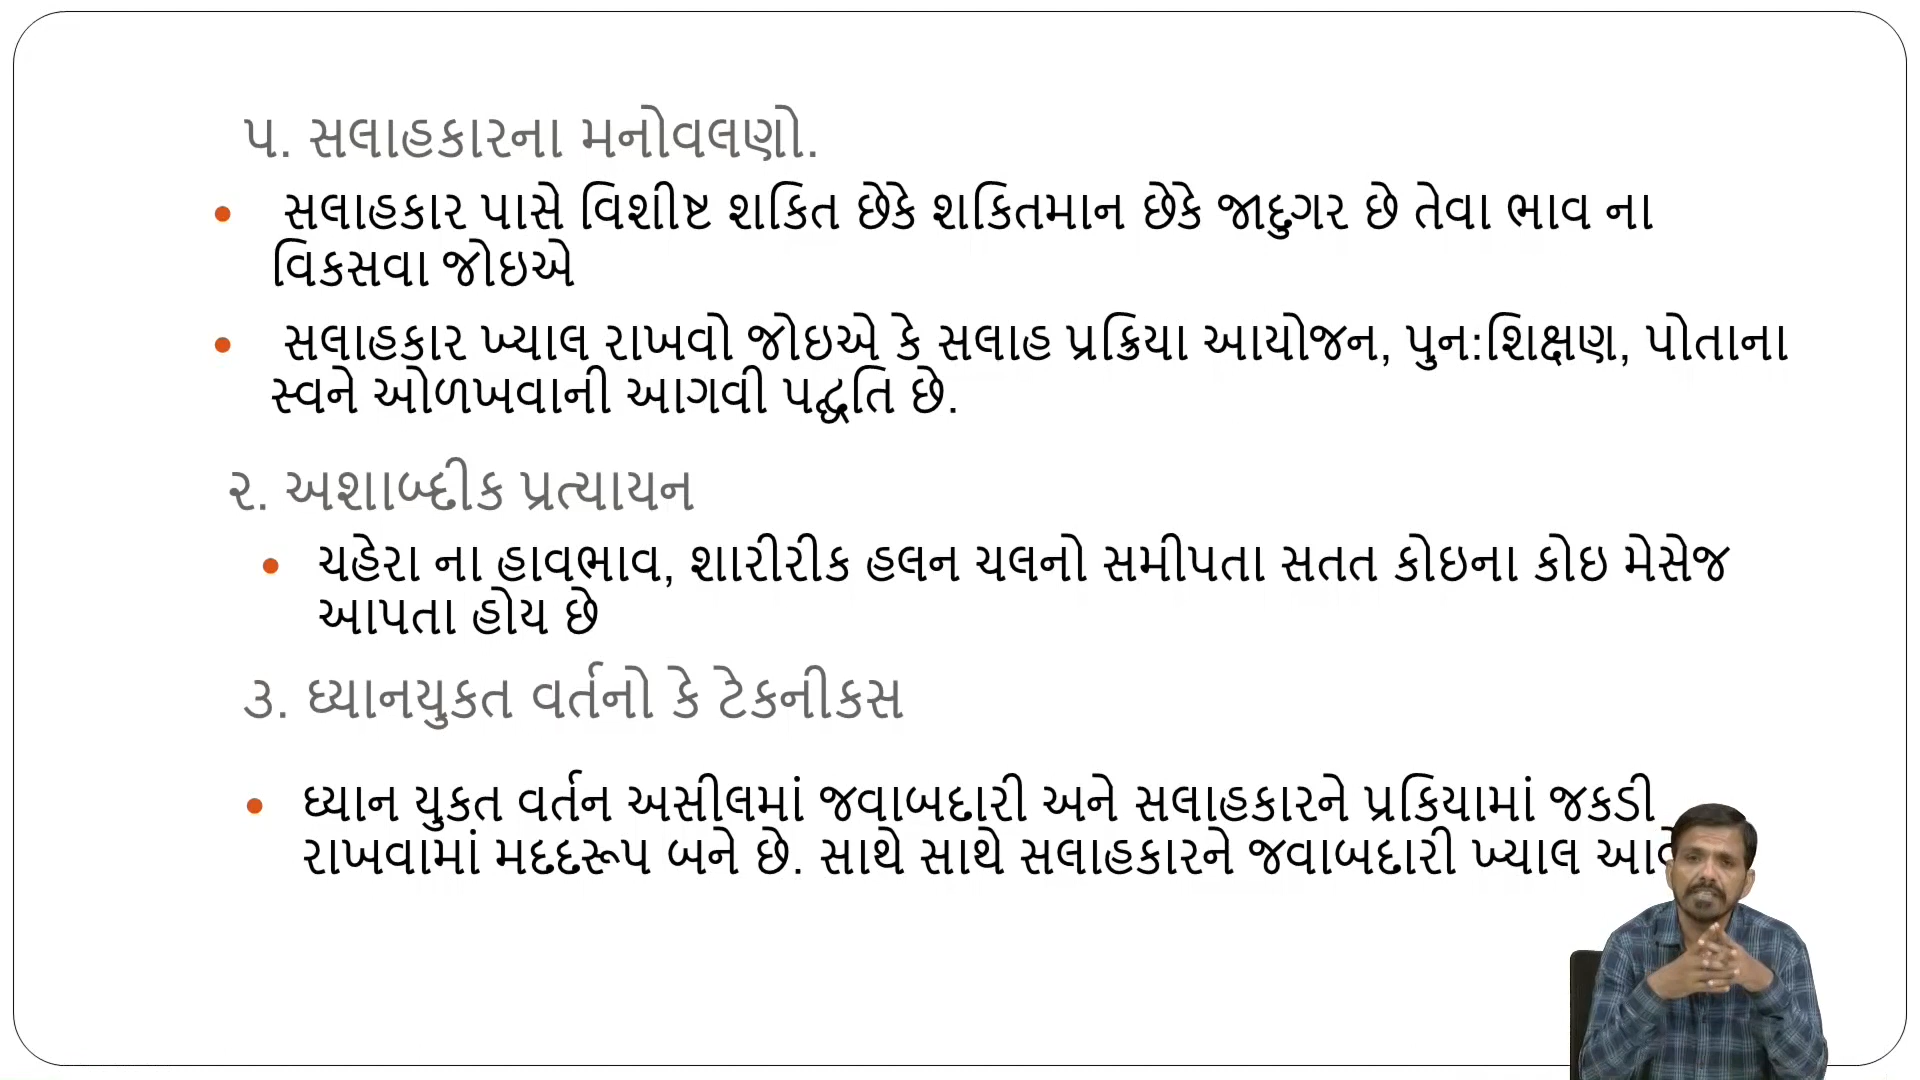 ૫. સલાહકારના મનોવલણો.
સલાહકાર પાસે વિશીષ્ટ શકિત છેકે શકિતમાન છેકે જાદુગર છે તેવા ભાવ ના
વિકસવા જોઇએ
સલાહકાર ખ્યાલ રાખવો જોઇએ કે સલાહ પ્રક્રિયા આયોજન, પુન:શિક્ષણ, પોતાના
સ્વને ઓળખવાની આગવી પદ્ધતિ છે.
૨. અશાબ્દીક પ્રત્યાયન
ચહેરા ના હાવભાવ, શારીરીક હલન ચલનો સમીપતા સતત કોઇના કોઇ મેસેજ
આપતા હોય છે
૩. ધ્યાનયુકત વર્તનો કે ટેકનીકસ
ધ્યાન યુકત વર્તન અસીલમાં જવાબદારી અને સલાહકારને પ્રકિયામાં જકડી
રાખવામાં મદદરૂપ બને છે. સાથે સાથે સલાહકારને જવાબદારી ખ્યાલ